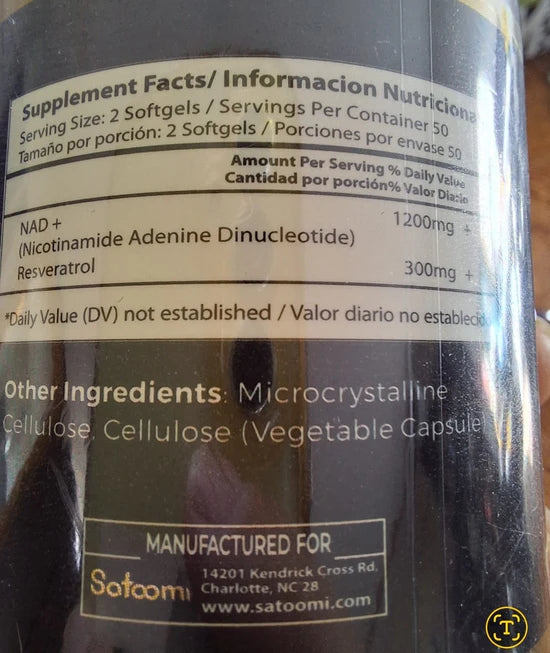 Supplement Facts/ Informacion Nutriciona
Serving Size: 2 Softgels / Servings Per Container 50
Tamaño por porción: 2 Softgels / Porciones por envase 50
Amount Per Serving % Daily Value
Cantidad por porción% Valor Diario
NAD + 1200mg +
(Nicotinamide Adenine Dinucleotide)
Resveratrol 300mg +
*Daily Value (DV) not established / Valor diario no establecido
Other Ingredients: Microcrystalline
Cellulose, Cellulose (Vegetable Capsule
MANUFACTURED FOR
Satoomi
14201 Kendrick Cross Rd.
Charlotte, NC 28
www.satoomi.com
T